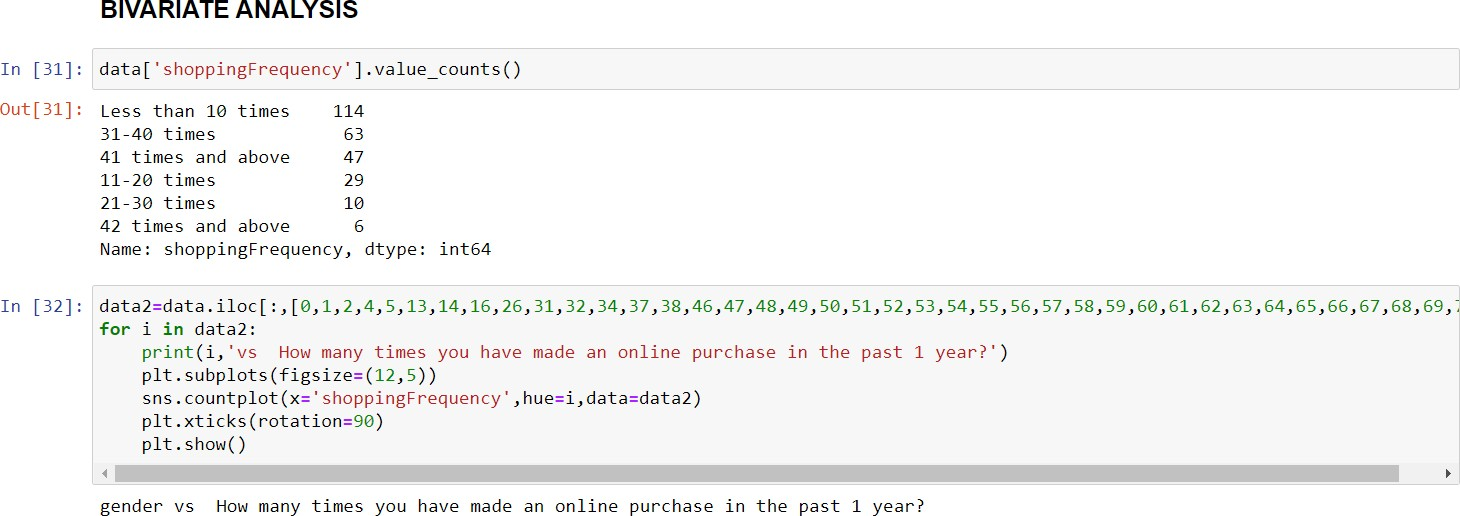 BIVARIATE ANALYSIS
In [31]: data['shoppingFrequency'].value_counts()
Out[31]: Less than 10 times    114
31-40 times            63
41 times and above     47
11-20 times            29
21-30 times            10
42 times and above      6
Name: shoppingFrequency, dtype: int64
In [32]: data2=data.iloc[:,[0,1,2,4,5,13,14,16,26,31,32,34,37,38,46,47,48,49,50,51,52,53,54,55,56,57,58,59,60,61,62,63,64,65,66,67,68,69,
for i in data2:
    print(i,'vs  How many times you have made an online purchase in the past 1 year?')
    plt.subplots(figsize=(12,5))
    sns.countplot(x='shoppingFrequency',hue=i,data=data2)
    plt.xticks(rotation=90)
    plt.show()
gender vs  How many times you have made an online purchase in the past 1 year?